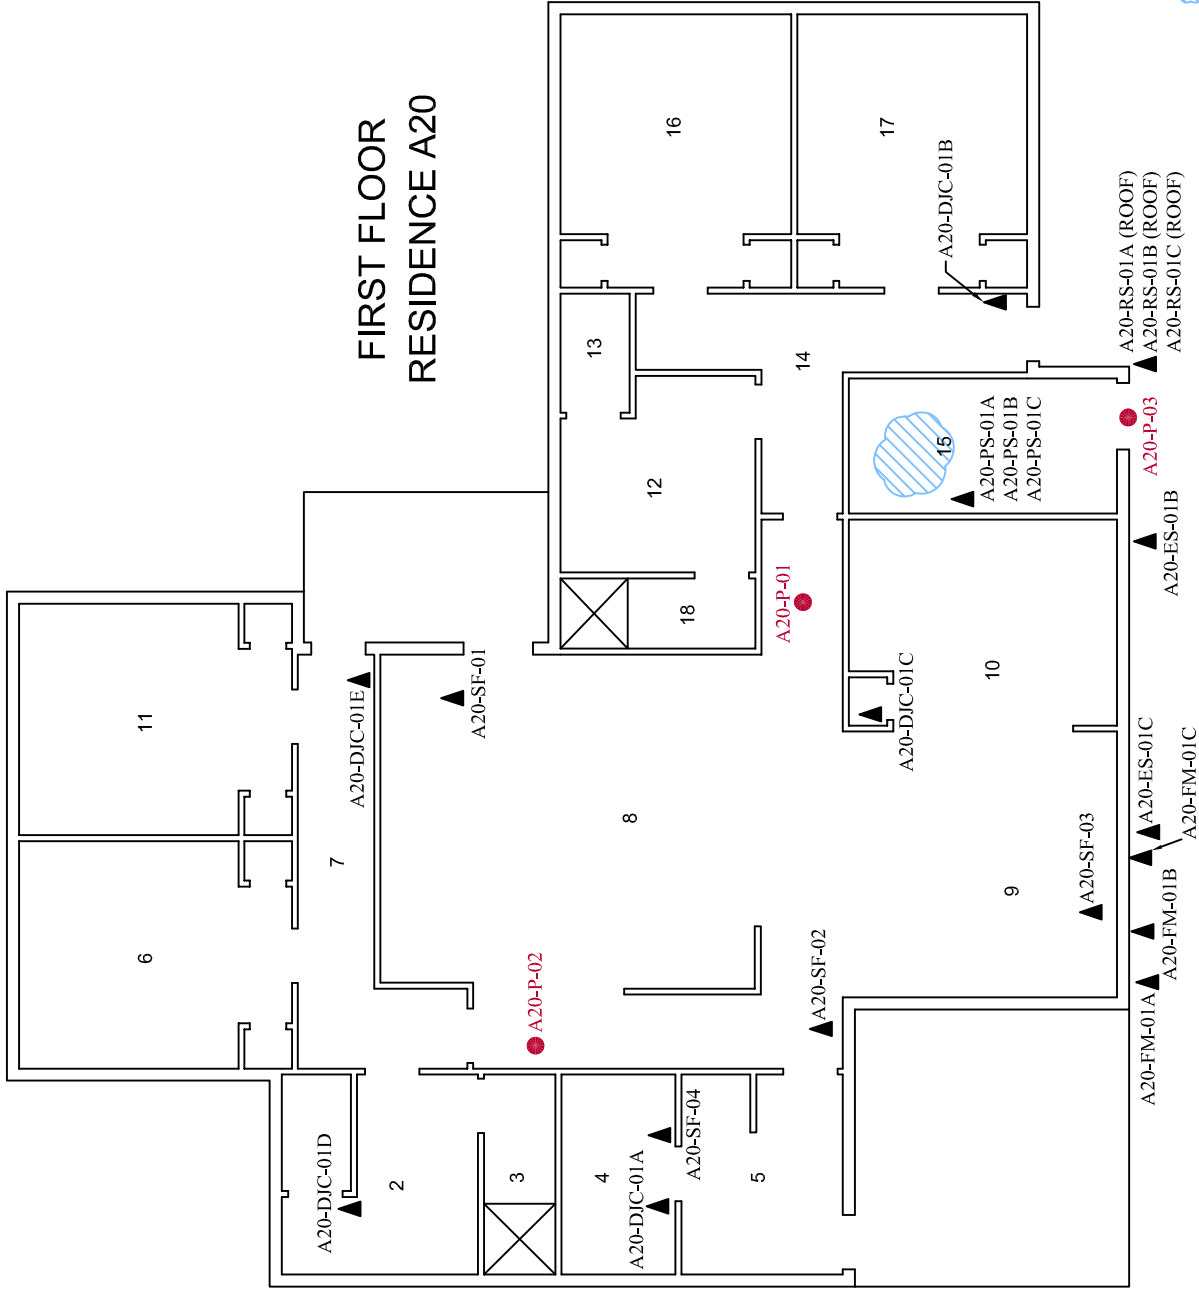 FIRST FLOOR
RESIDENCE A20
16
17
A20-DJC-01B
A20-RS-01A (ROOF)
A20-RS-01B (ROOF)
A20-RS-01C (ROOF)
13
14
15
A20-PS-01A
A20-PS-01B
A20-PS-01C
A20-P-03
12
A20-ES-01B
18
A20-P-01
11
A20-DJC-01E
A20-SF-01
A20-DJC-01C
10
7
8
A20-ES-01C
A20-FM-01C
6
9
A20-SF-03
A20-FM-01B
A20-P-02
A20-SF-02
A20-FM-01A
A20-DJC-01D
2
3
4
A20-DJC-01A
A20-SF-04
5